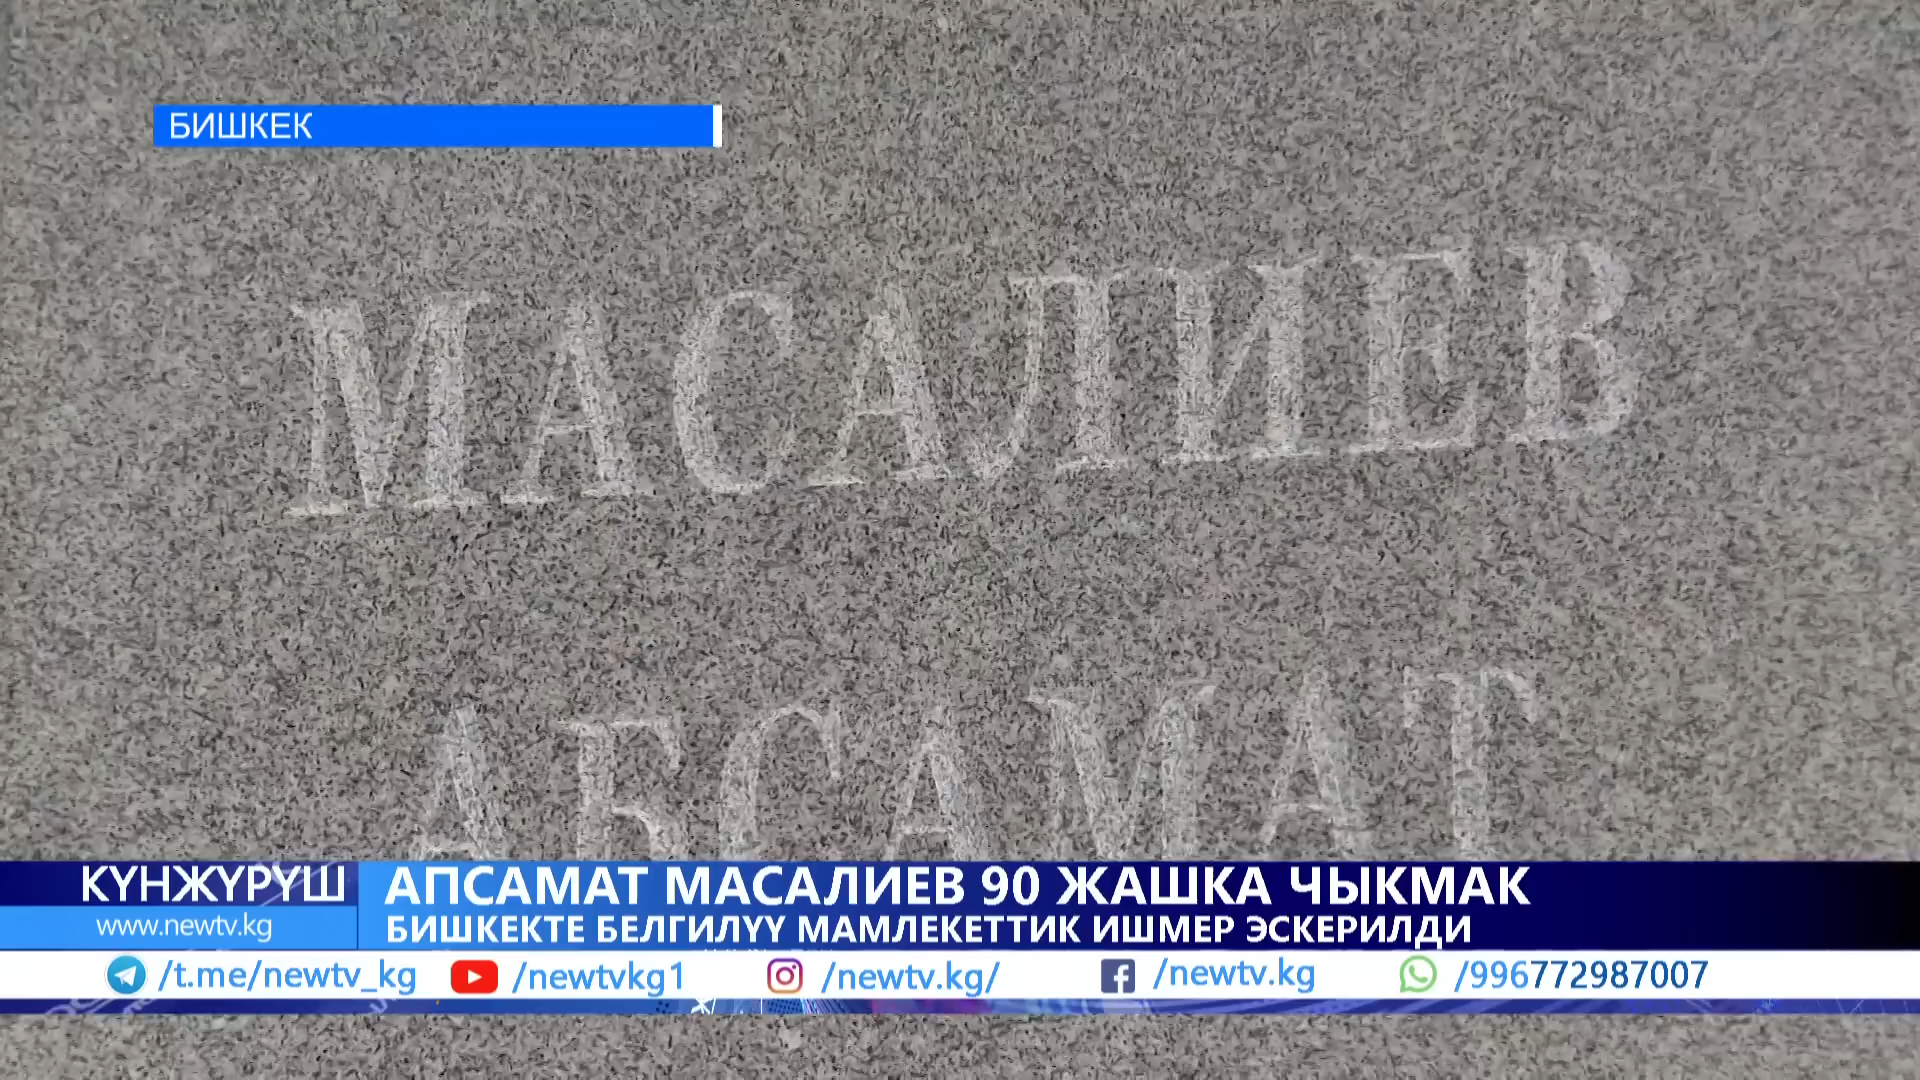 БИШКЕК
МАСАЛИЕВ
АБСАМАТ
КҮНЖҮРҮШ
www.newtv.kg
АПСАМАТ МАСАЛИЕВ 90 ЖАШКА ЧЫКМАК
БИШКЕКТЕ БЕЛГИЛҮҮ МАМЛЕКЕТТИК ИШМЕР ЭСКЕРИЛДИ
/t.me/newtv_kg /newtvkg1 /newtv.kg/ /newtv.kg /996772987007